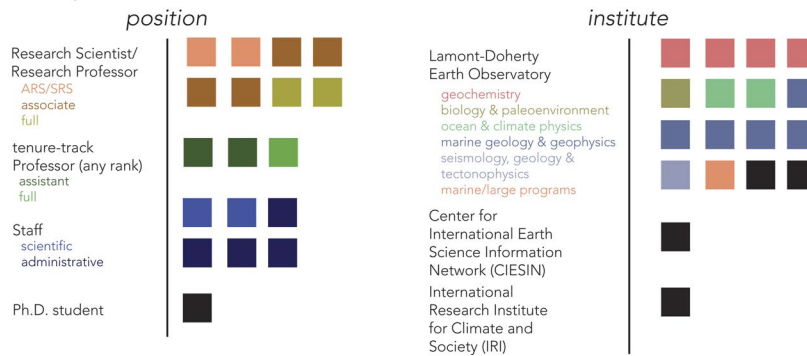 position
Research Scientist/
Research Professor
ARS/SRS
associate
full
tenure-track
Professor (any rank)
assistant
full
Staff
scientific
administrative
Ph.D. student
institute
Lamont-Doherty
Earth Observatory
geochemistry
biology & paleoenvironment
ocean & climate physics
marine geology & geophysics
seismology, geology &
tectonophysics
marine/large programs
Center for
International Earth
Science Information
Network (CIESIN)
International
Research Institute
for Climate and
Society (IRI)